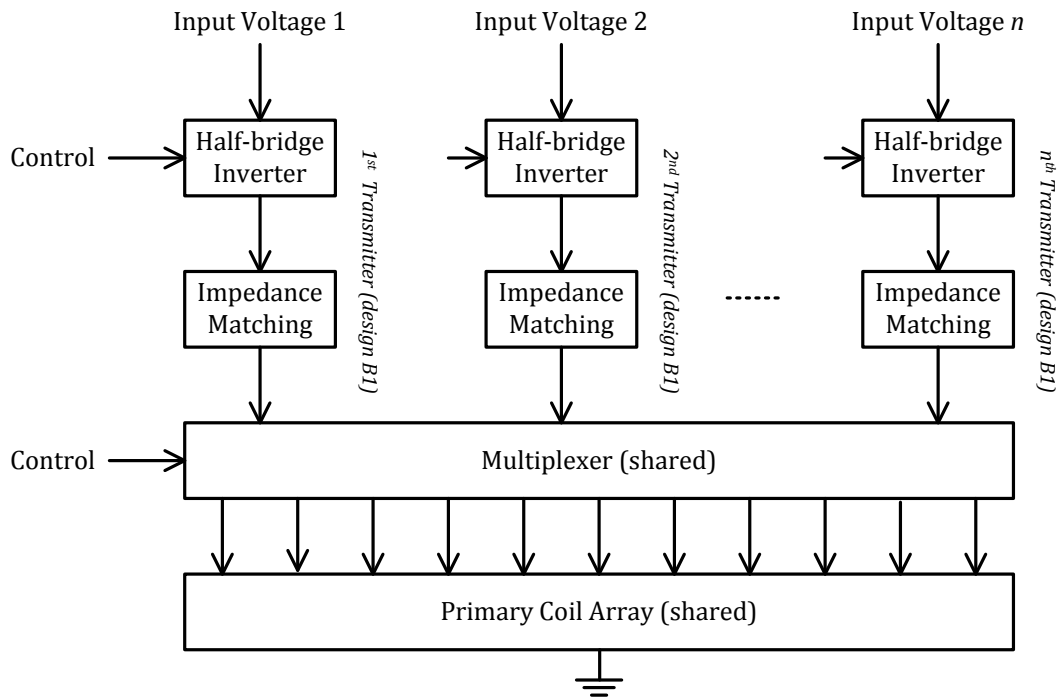 Input Voltage 1
Input Voltage 2
Input Voltage n
Control
Half-bridge
Inverter
1st Transmitter (design B1)
Half-bridge
Inverter
2nd Transmitter (design B1)
Half-bridge
Inverter
nth Transmitter (design B1)
Impedance
Matching
Impedance
Matching
Impedance
Matching
Control
Multiplexer (shared)
Primary Coil Array (shared)